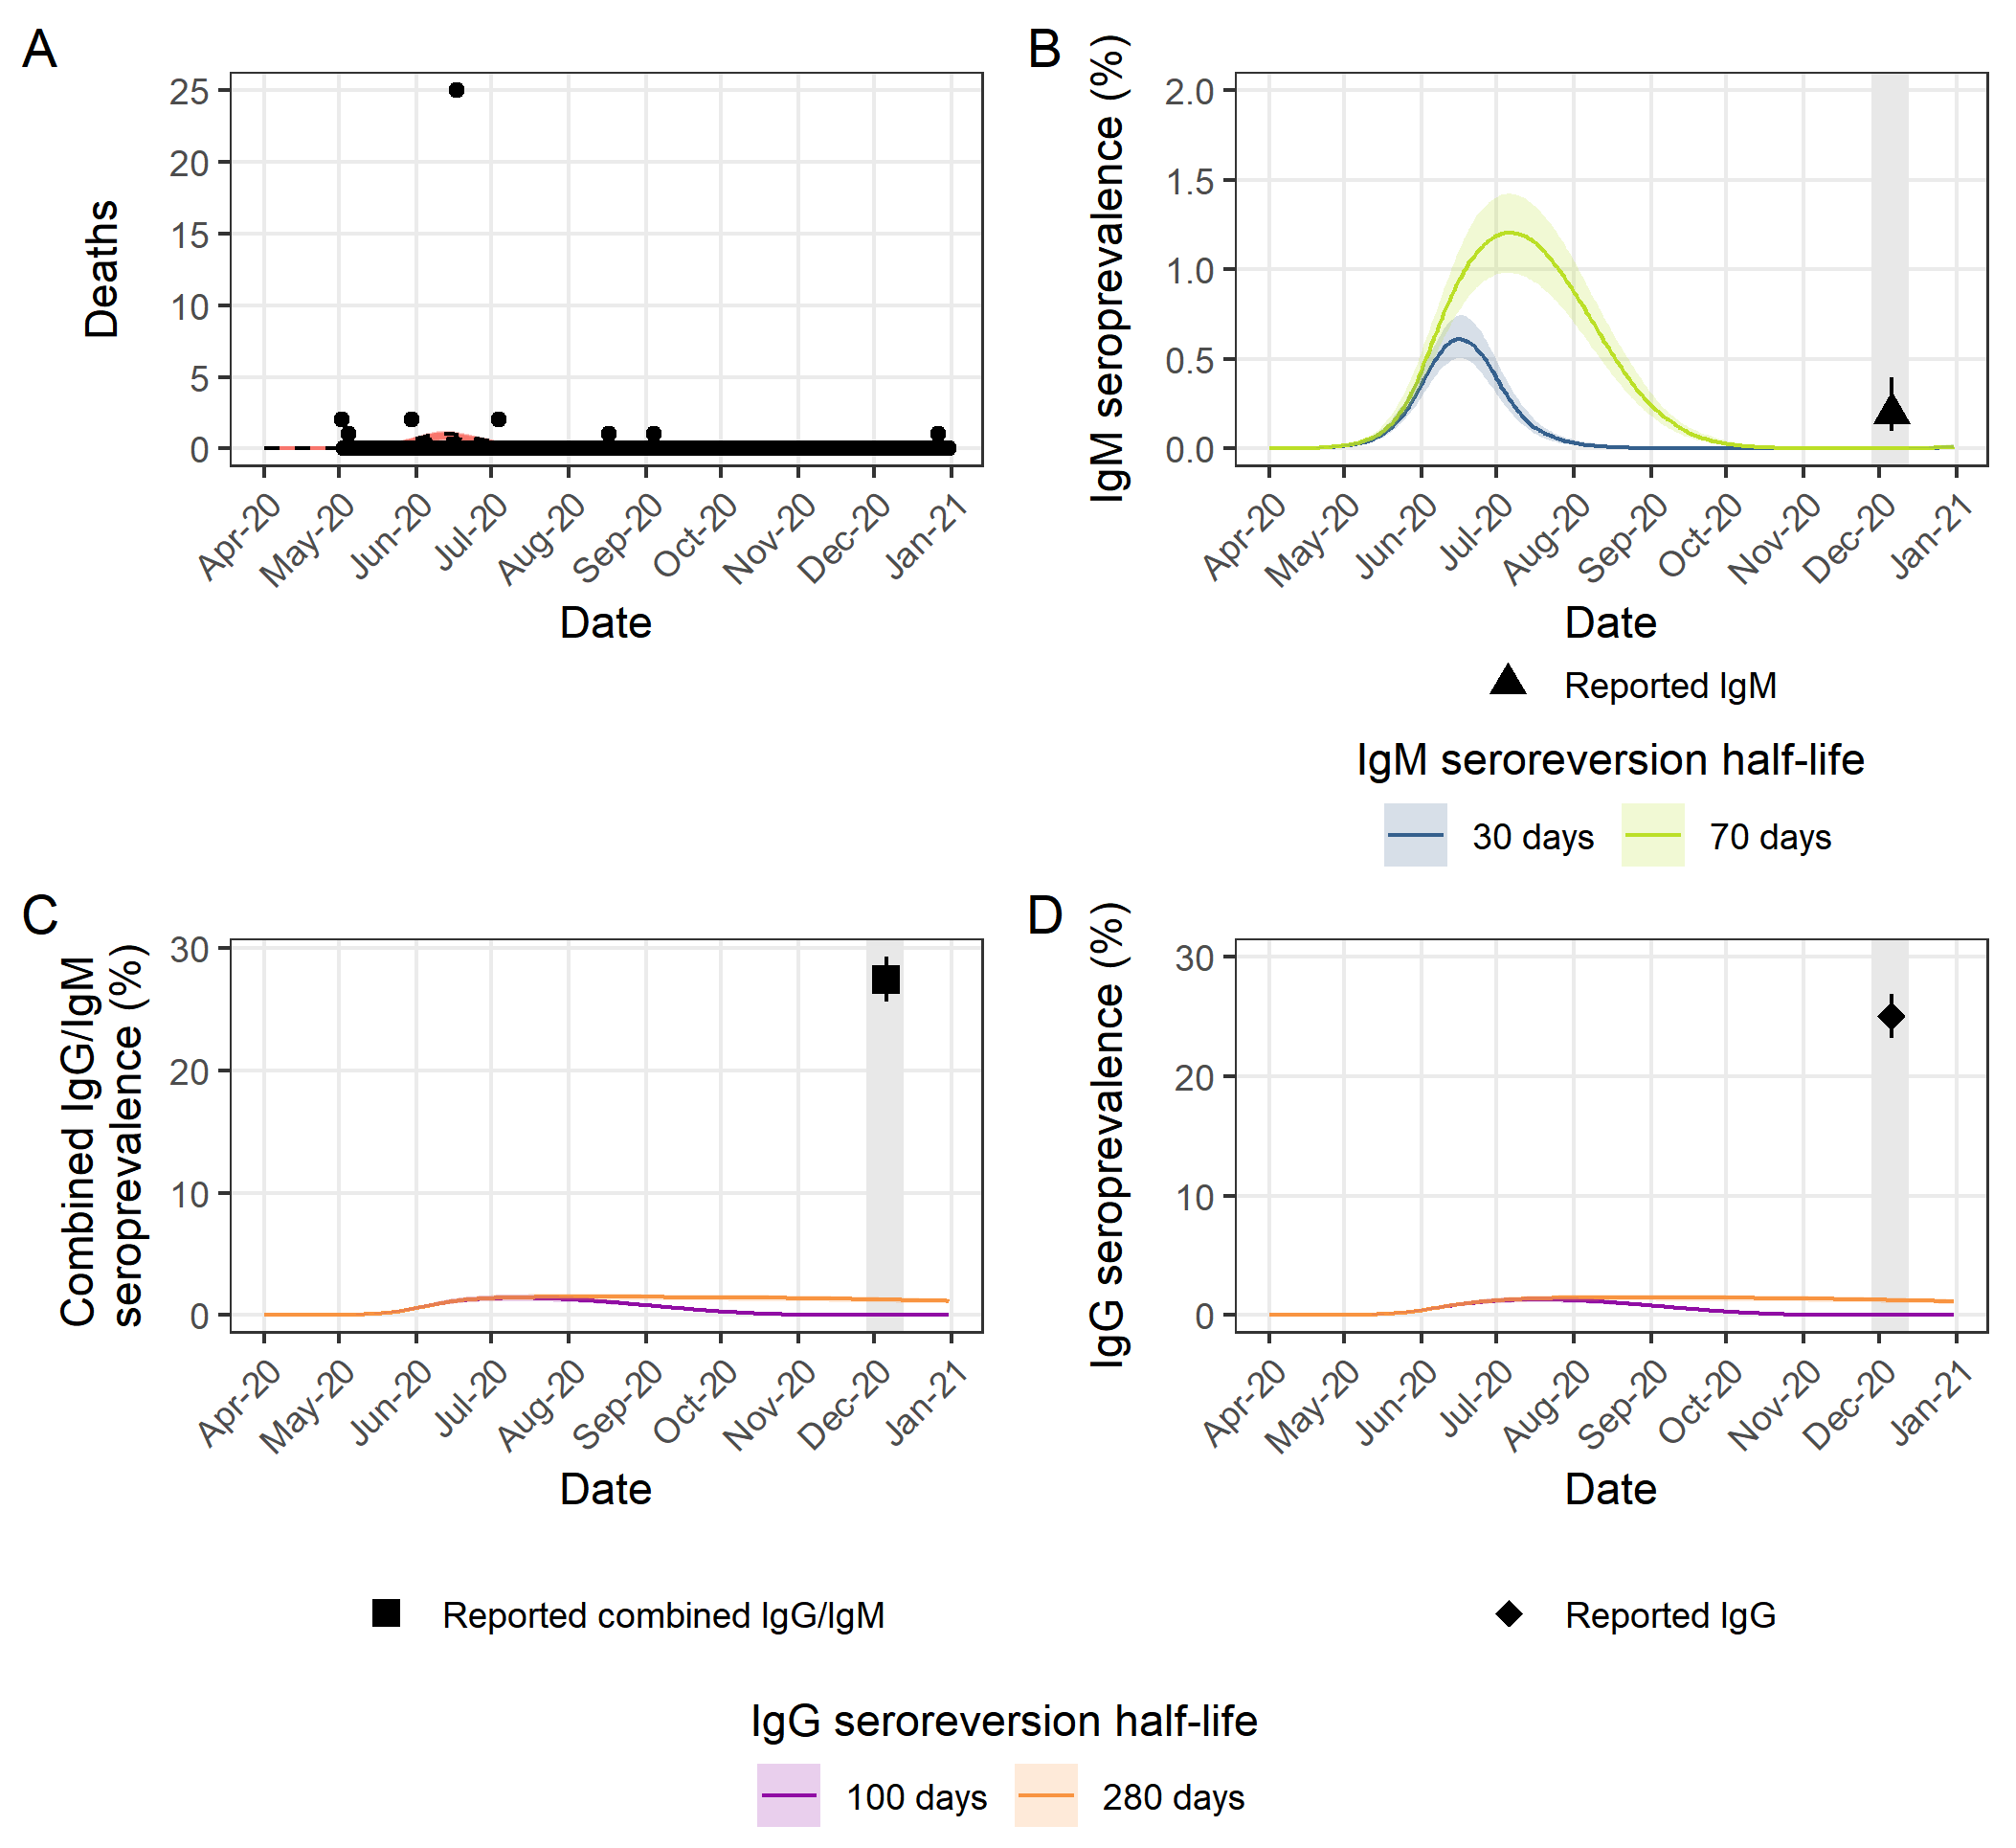 A
Deaths
25
20
15
10
5
0
Apr-20
May-20
Jun-20
Jul-20
Aug-20
Sep-20
Oct-20
Nov-20
Dec-20
Jan-21
Date
B
IgM seroprevalence (%)
2.0
1.5
1.0
0.5
0.0
Apr-20
May-20
Jun-20
Jul-20
Aug-20
Sep-20
Oct-20
Nov-20
Dec-20
Jan-21
Date
Reported IgM
IgM seroreversion half-life
30 days
70 days
C
Combined IgG/IgM
seroprevalence (%)
30
20
10
0
Apr-20
May-20
Jun-20
Jul-20
Aug-20
Sep-20
Oct-20
Nov-20
Dec-20
Jan-21
Date
Reported combined IgG/IgM
D
IgG seroprevalence (%)
30
20
10
0
Apr-20
May-20
Jun-20
Jul-20
Aug-20
Sep-20
Oct-20
Nov-20
Dec-20
Jan-21
Date
Reported IgG
IgG seroreversion half-life
100 days
280 days